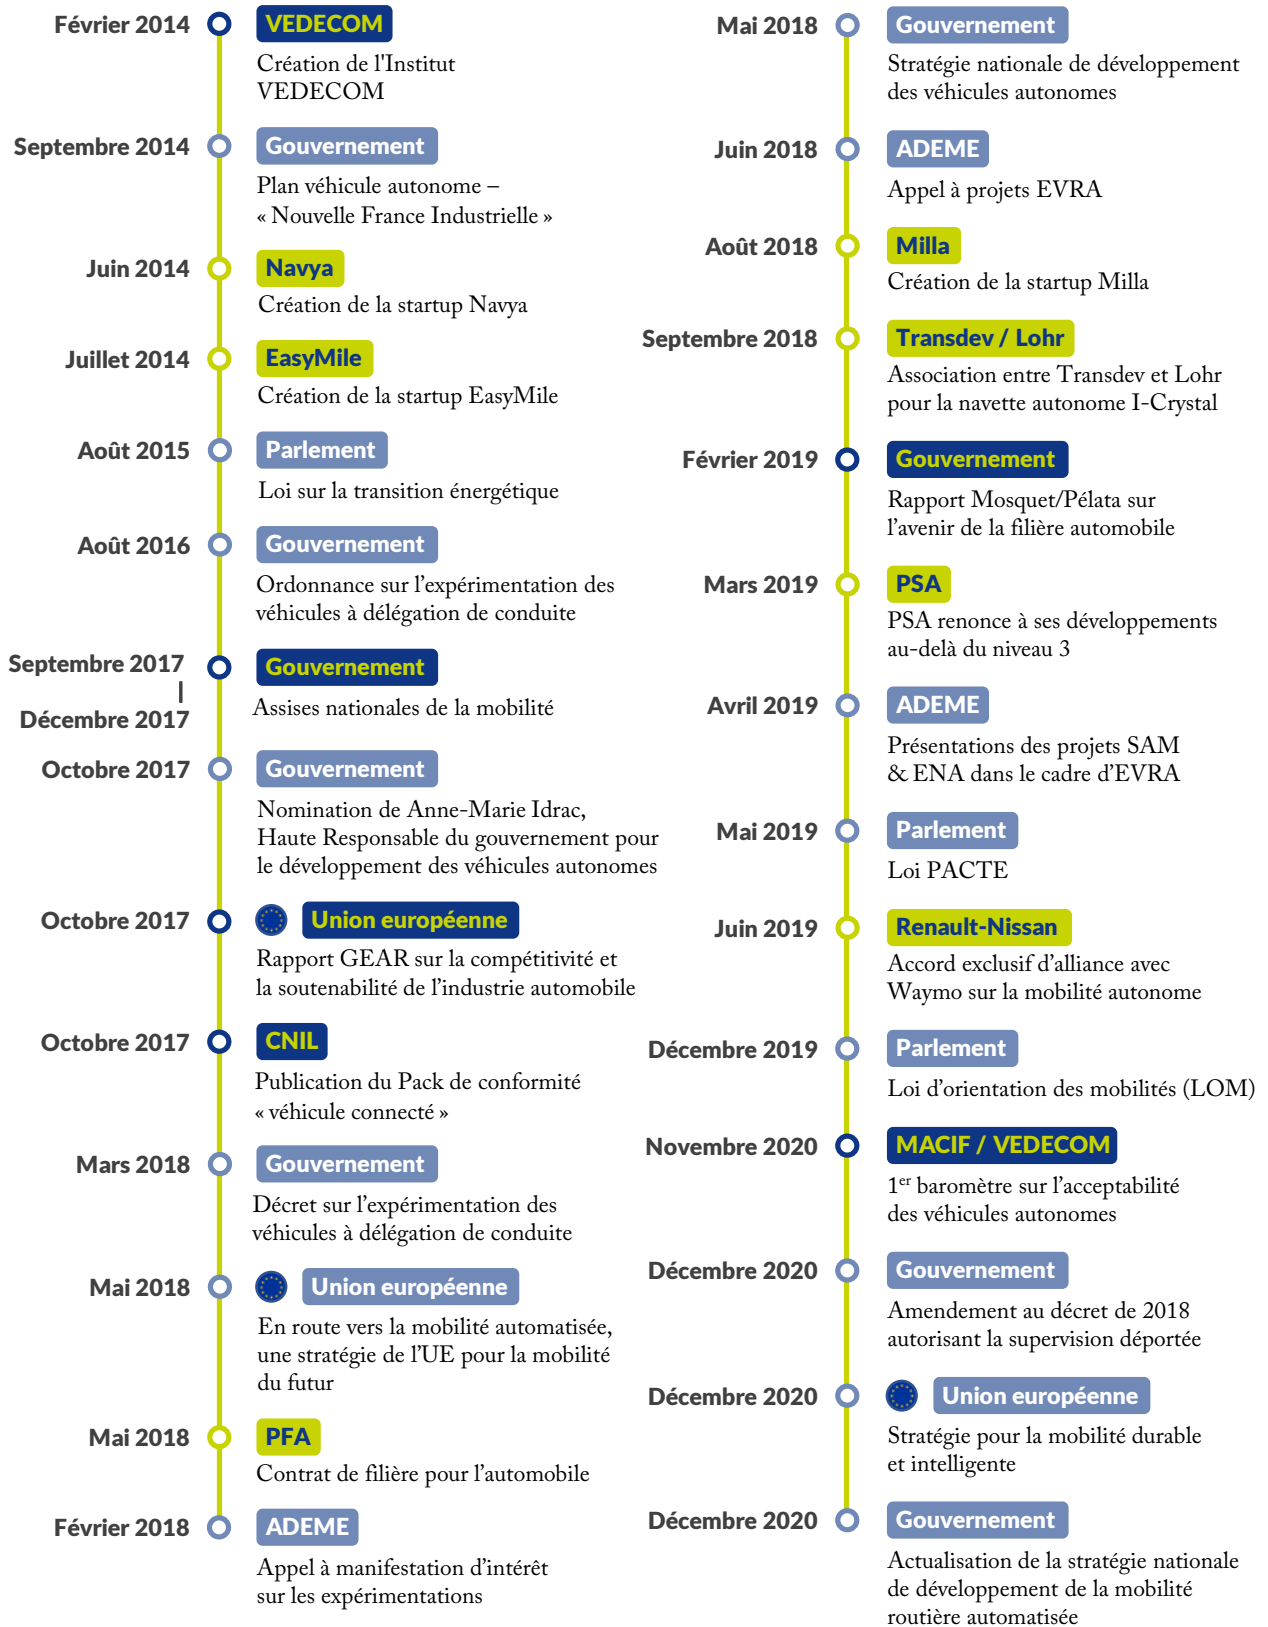 Février 2014
VEDECOM
Création de l'Institut
VEDECOM
Septembre 2014
Gouvernement
Plan véhicule autonome –
« Nouvelle France Industrielle »
Juin 2014
Navya
Création de la startup Navya
Juillet 2014
EasyMile
Création de la startup EasyMile
Août 2015
Parlement
Loi sur la transition énergétique
Août 2016
Gouvernement
Ordonnance sur l’expérimentation des
véhicules à délégation de conduite
Septembre 2017
|
Décembre 2017
Gouvernement
Assises nationales de la mobilité
Octobre 2017
Gouvernement
Nomination de Anne-Marie Idrac,
Haute Responsable du gouvernement pour
le développement des véhicules autonomes
Octobre 2017
Union européenne
Rapport GEAR sur la compétitivité et
la soutenabilité de l’industrie automobile
Octobre 2017
CNIL
Publication du Pack de conformité
« véhicule connecté »
Mars 2018
Gouvernement
Décret sur l’expérimentation des
véhicules à délégation de conduite
Mai 2018
Union européenne
En route vers la mobilité automatisée,
une stratégie de l’UE pour la mobilité
du futur
Mai 2018
PFA
Contrat de filière pour l’automobile
Février 2018
ADEME
Appel à manifestation d’intérêt
sur les expérimentations
Mai 2018
Gouvernement
Stratégie nationale de développement
des véhicules autonomes
Juin 2018
ADEME
Appel à projets EVRA
Août 2018
Milla
Création de la startup Milla
Septembre 2018
Transdev / Lohr
Association entre Transdev et Lohr
pour la navette autonome I-Crystal
Février 2019
Gouvernement
Rapport Mosquet/Pélata sur
l’avenir de la filière automobile
Mars 2019
PSA
PSA renonce à ses développements
au-delà du niveau 3
Avril 2019
ADEME
Présentations des projets SAM
& ENA dans le cadre d’EVRA
Mai 2019
Parlement
Loi PACTE
Juin 2019
Renault-Nissan
Accord exclusif d’alliance avec
Waymo sur la mobilité autonome
Décembre 2019
Parlement
Loi d’orientation des mobilités (LOM)
Novembre 2020
MACIF / VEDECOM
1er baromètre sur l’acceptabilité
des véhicules autonomes
Décembre 2020
Gouvernement
Amendement au décret de 2018
autorisant la supervision déportée
Décembre 2020
Union européenne
Stratégie pour la mobilité durable
et intelligente
Décembre 2020
Gouvernement
Actualisation de la stratégie nationale
de développement de la mobilité
routière automatisée